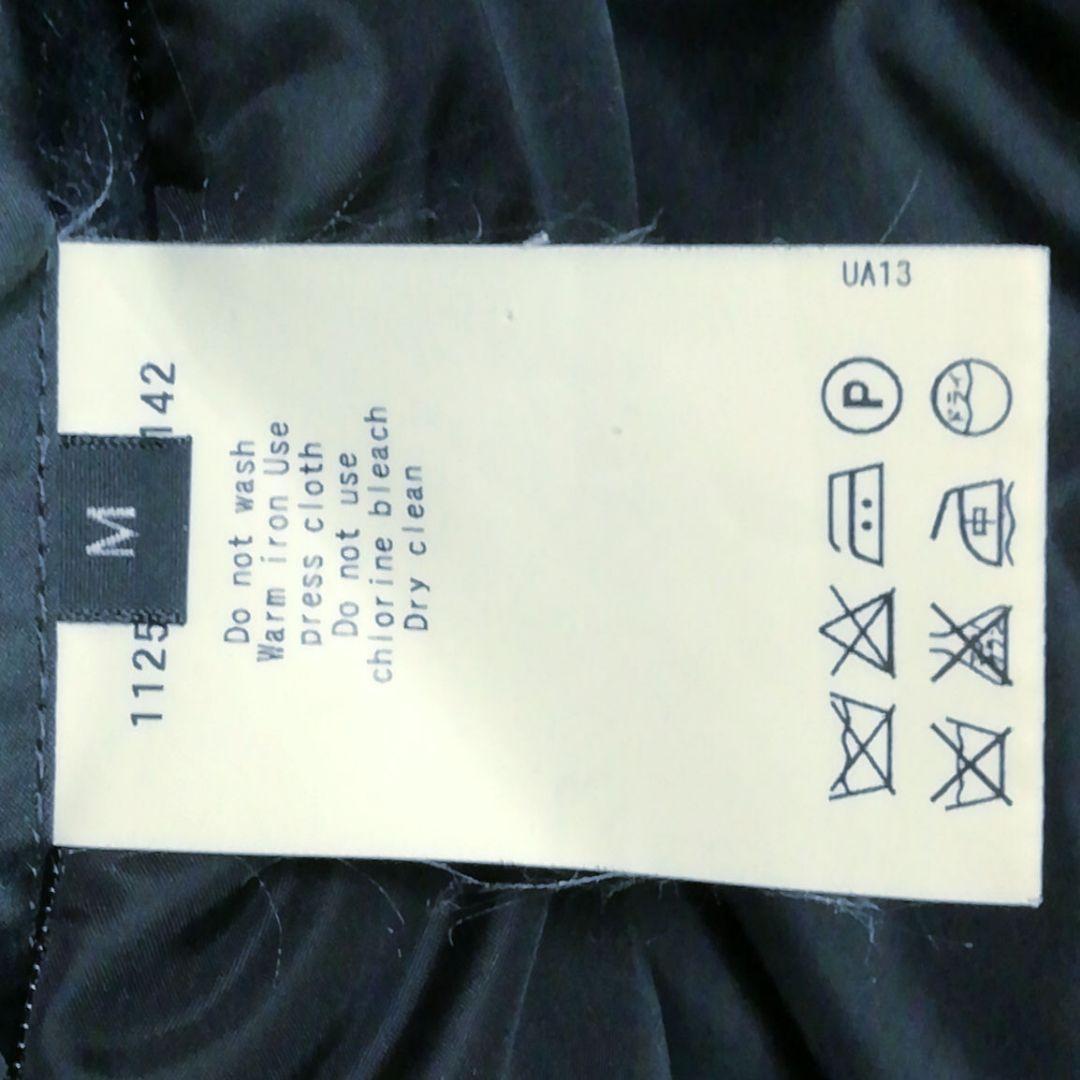 M
1125 142
Do not wash
Warm iron Use
press cloth
Do not use
chlorine bleach
Dry clean
P
中
ドライ
UA13